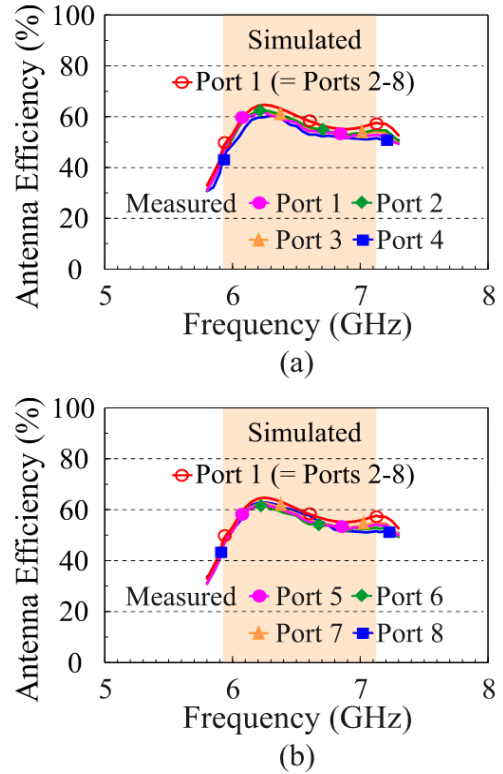 100
80
60
40
20
0
Antenna Efficiency (%)
Simulated
Port 1 (= Ports 2-8)
Measured Port 1 Port 2
Port 3 Port 4
5 6 7 8
Frequency (GHz)
(a)
100
80
60
40
20
0
Antenna Efficiency (%)
Simulated
Port 1 (= Ports 2-8)
Measured Port 5 Port 6
Port 7 Port 8
5 6 7 8
Frequency (GHz)
(b)